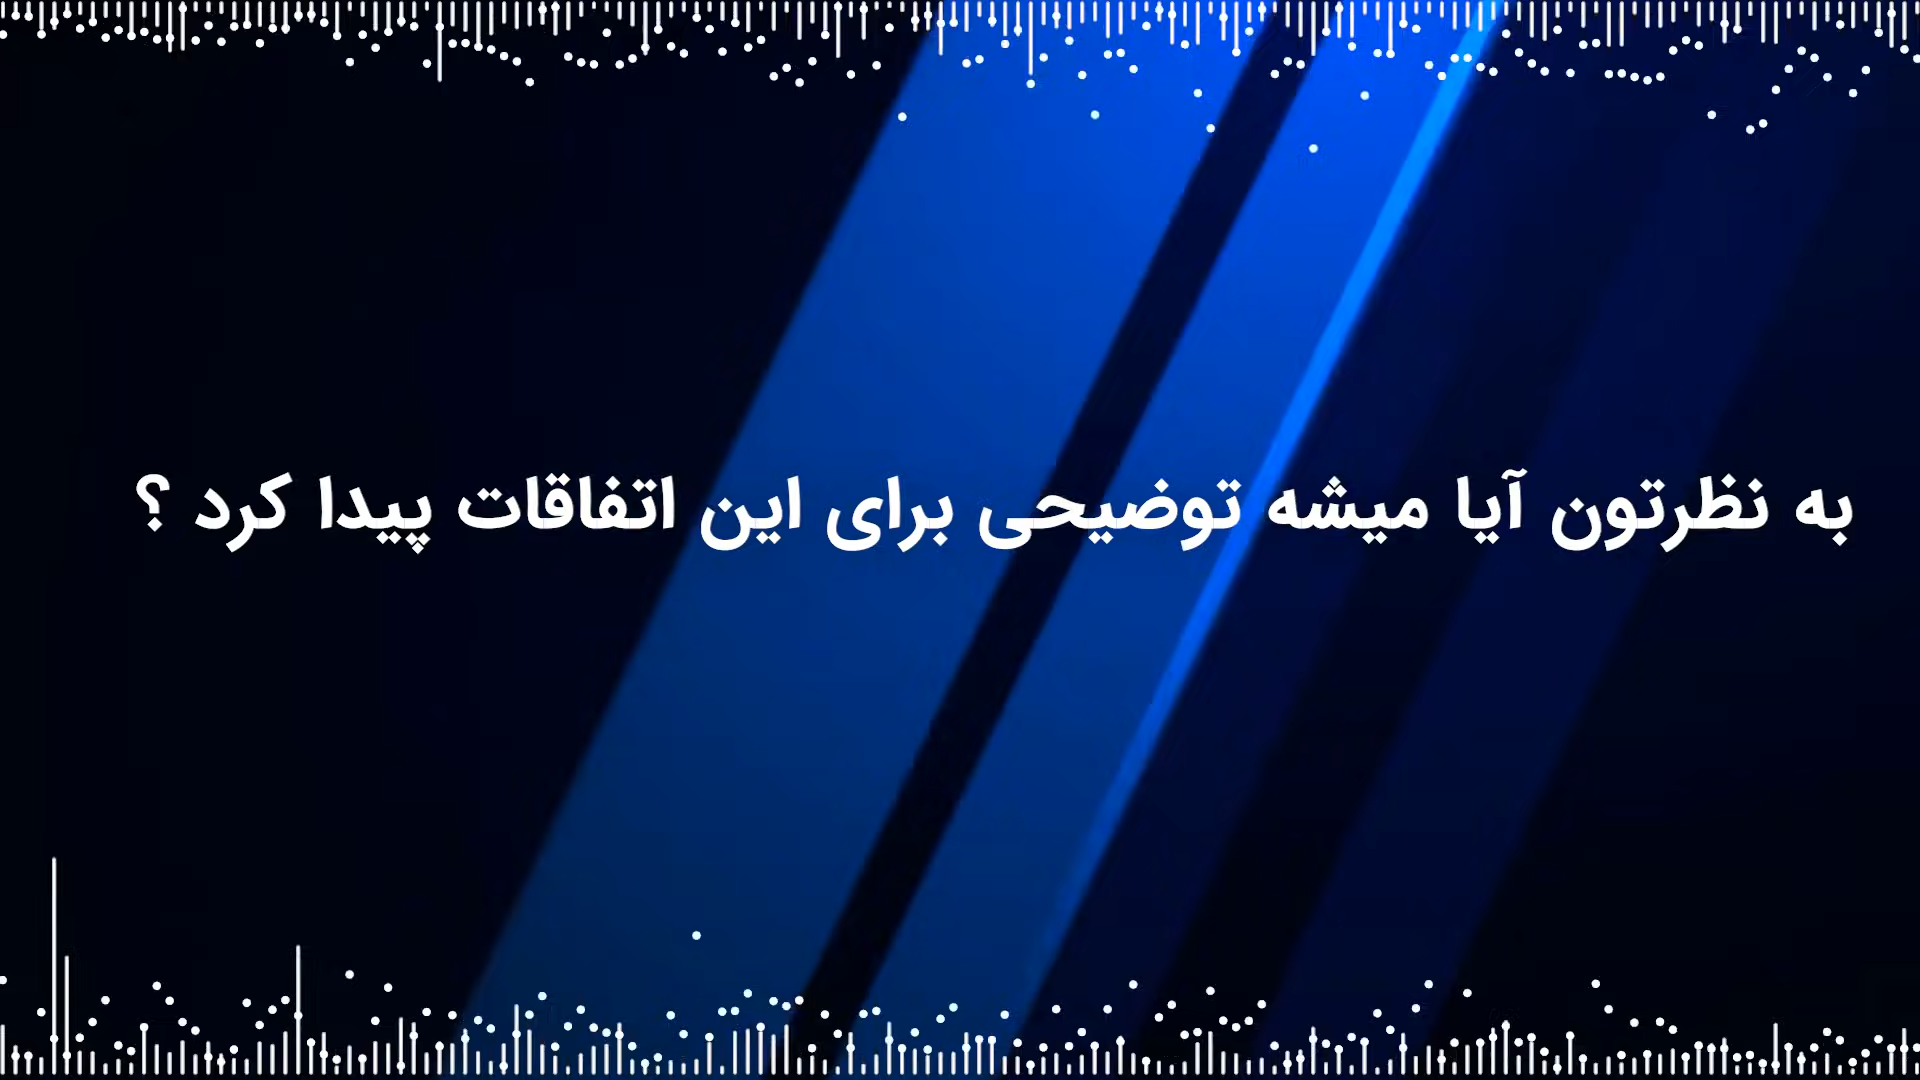 به نظرتون آیا میشه توضیحی برای این اتفاقات پیدا کرد ؟